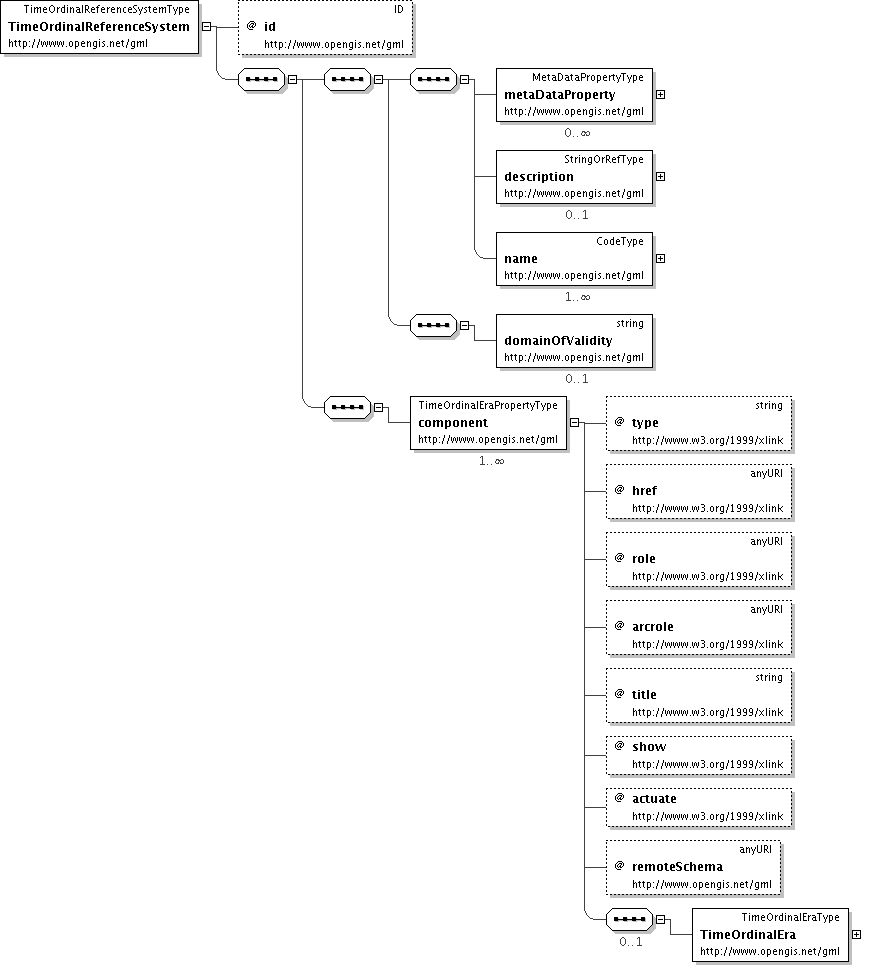 TimeOrdinalReferenceSystemType
TimeOrdinalReferenceSystem
http://www.opengis.net/gml
ID
@ id
http://www.opengis.net/gml
MetaDataPropertyType
metaDataProperty
http://www.opengis.net/gml
0..∞
StringOrRefType
description
http://www.opengis.net/gml
0..1
CodeType
name
http://www.opengis.net/gml
1..∞
string
domainOfValidity
http://www.opengis.net/gml
0..1
TimeOrdinalEraPropertyType
component
http://www.opengis.net/gml
1..∞
string
@ type
http://www.w3.org/1999/xlink
anyURI
@ href
http://www.w3.org/1999/xlink
anyURI
@ role
http://www.w3.org/1999/xlink
anyURI
@ arcrole
http://www.w3.org/1999/xlink
string
@ title
http://www.w3.org/1999/xlink
@ show
http://www.w3.org/1999/xlink
@ actuate
http://www.w3.org/1999/xlink
anyURI
@ remoteSchema
http://www.opengis.net/gml
0..1
TimeOrdinalEraType
TimeOrdinalEra
http://www.opengis.net/gml